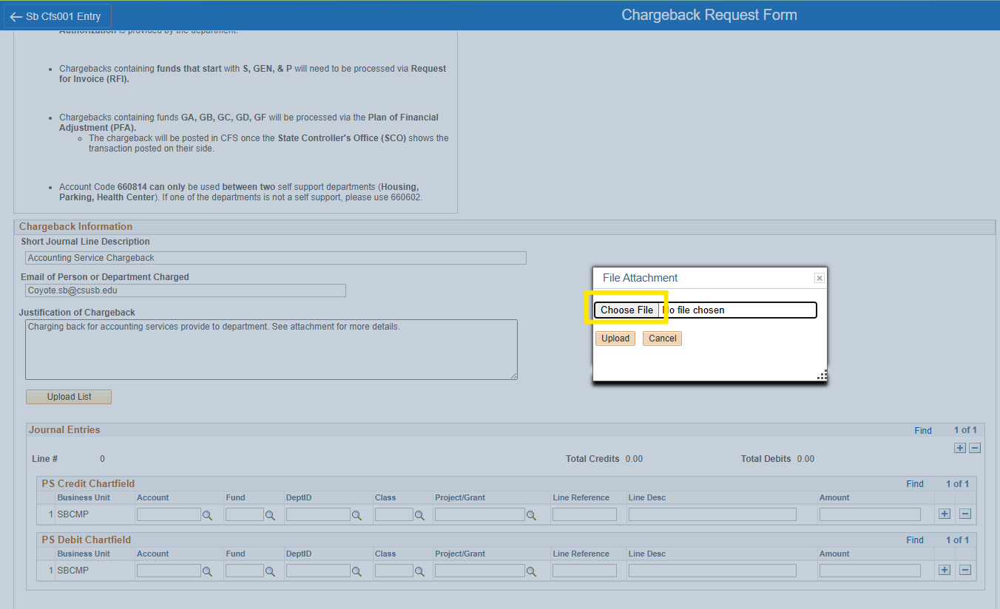 Sb Cfs001 Entry
Chargeback Request Form
Authorization is provided by the department.
Chargebacks containing funds that start with S, GEN, & P will need to be processed via Request
for Invoice (RFI).
Chargebacks containing funds GA, GB, GC, GD, GF will be processed via the Plan of Financial
Adjustment (PFA).
The chargeback will be posted in CFS once the State Controller's Office (SCO) shows the
transaction posted on their side.
Account Code 660814 can only be used between two self support departments (Housing,
Parking, Health Center). If one of the departments is not a self support, please use 660602.
Chargeback Information
Short Journal Line Description
Accounting Service Chargeback
Email of Person or Department Charged
Coyote.sb@csusb.edu
Justification of Chargeback
Charging back for accounting services provide to department. See attachment for more details.
Upload List
File Attachment
Choose File No file chosen
Upload Cancel
Journal Entries Find 1 of 1
Line # 0 Total Credits 0.00 Total Debits 0.00
PS Credit Chartfield Find 1 of 1
Business Unit Account Fund DeptID Class Project/Grant Line Reference Line Desc Amount
1 SBCMP
PS Debit Chartfield Find 1 of 1
Business Unit Account Fund DeptID Class Project/Grant Line Reference Line Desc Amount
1 SBCMP